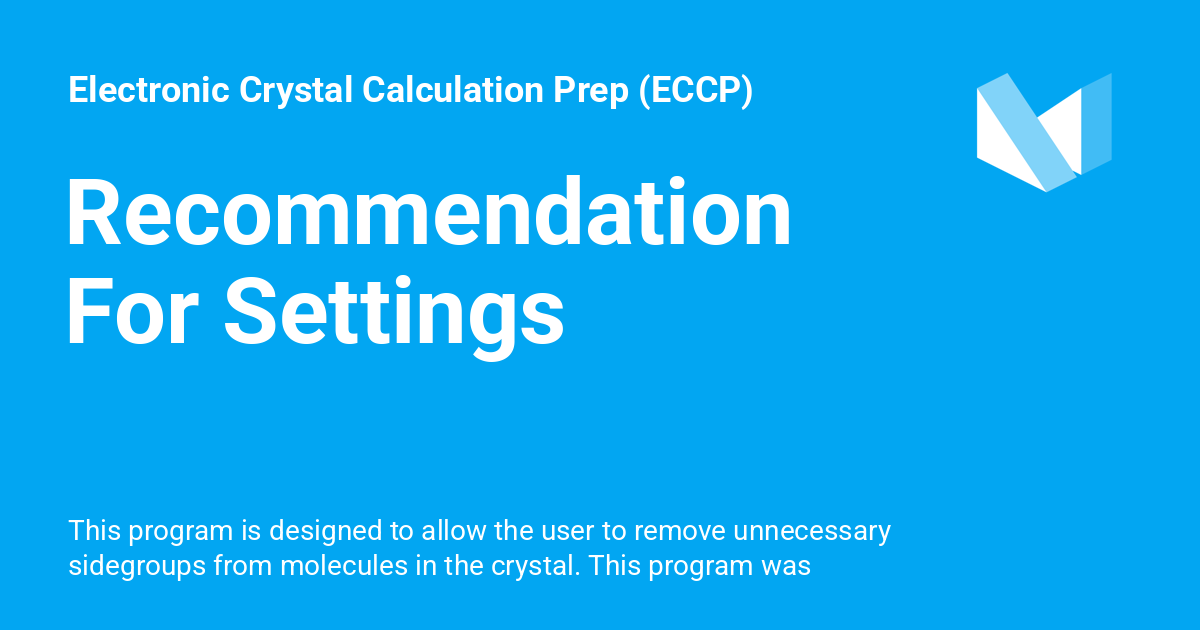 Electronic Crystal Calculation Prep (ECCP)
Recommendation
For Settings
This program is designed to allow the user to remove unnecessary
sidegroups from molecules in the crystal. This program was